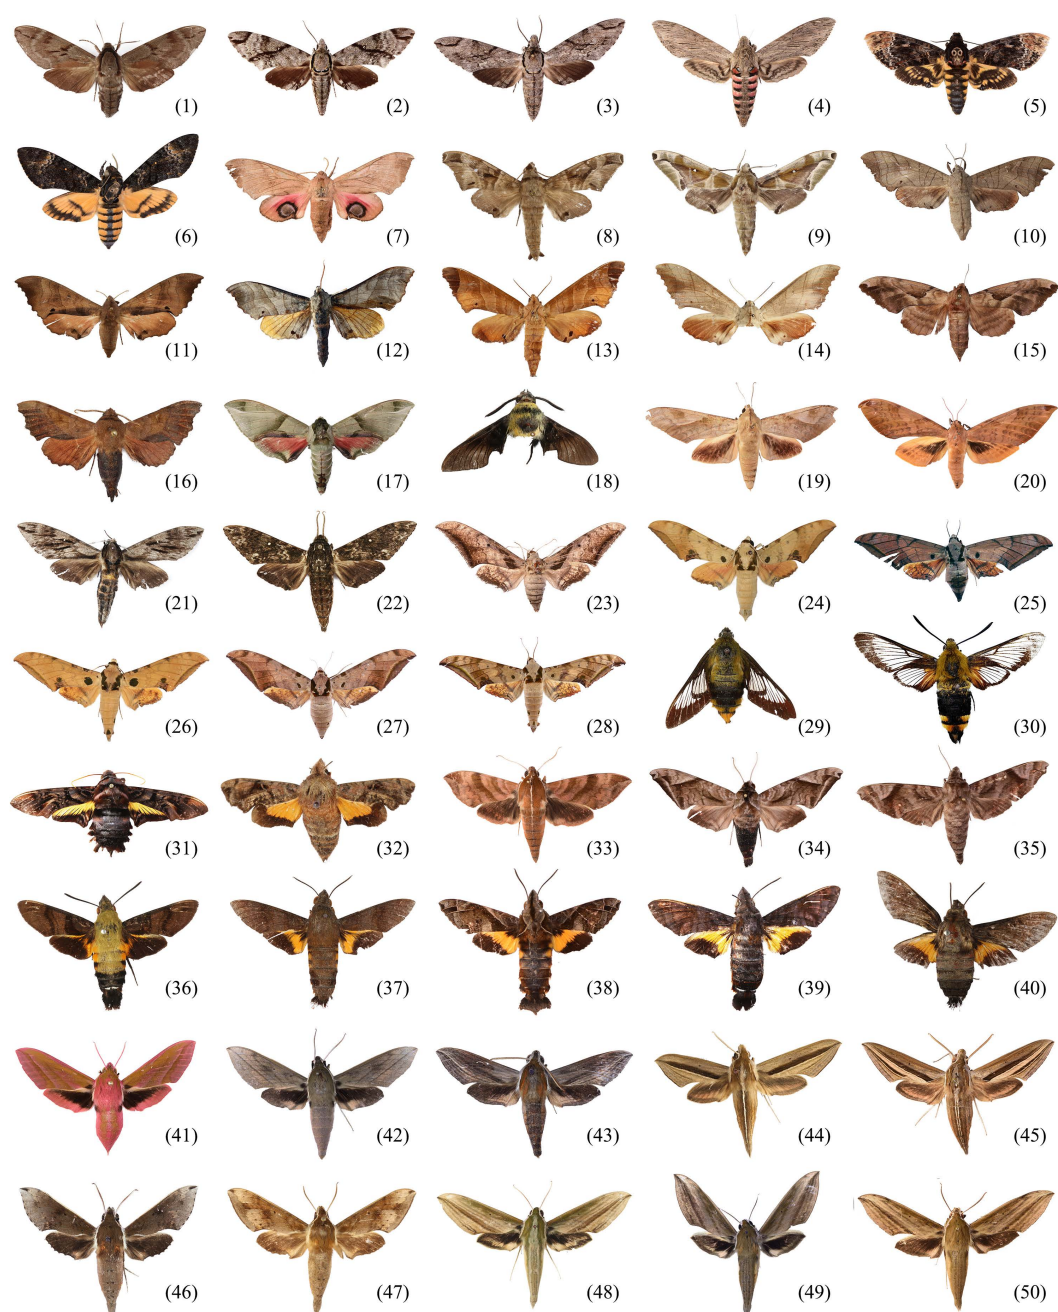 (1) (2) (3) (4) (5)
(6) (7) (8) (9) (10)
(11) (12) (13) (14) (15)
(16) (17) (18) (19) (20)
(21) (22) (23) (24) (25)
(26) (27) (28) (29) (30)
(31) (32) (33) (34) (35)
(36) (37) (38) (39) (40)
(41) (42) (43) (44) (45)
(46) (47) (48) (49) (50)